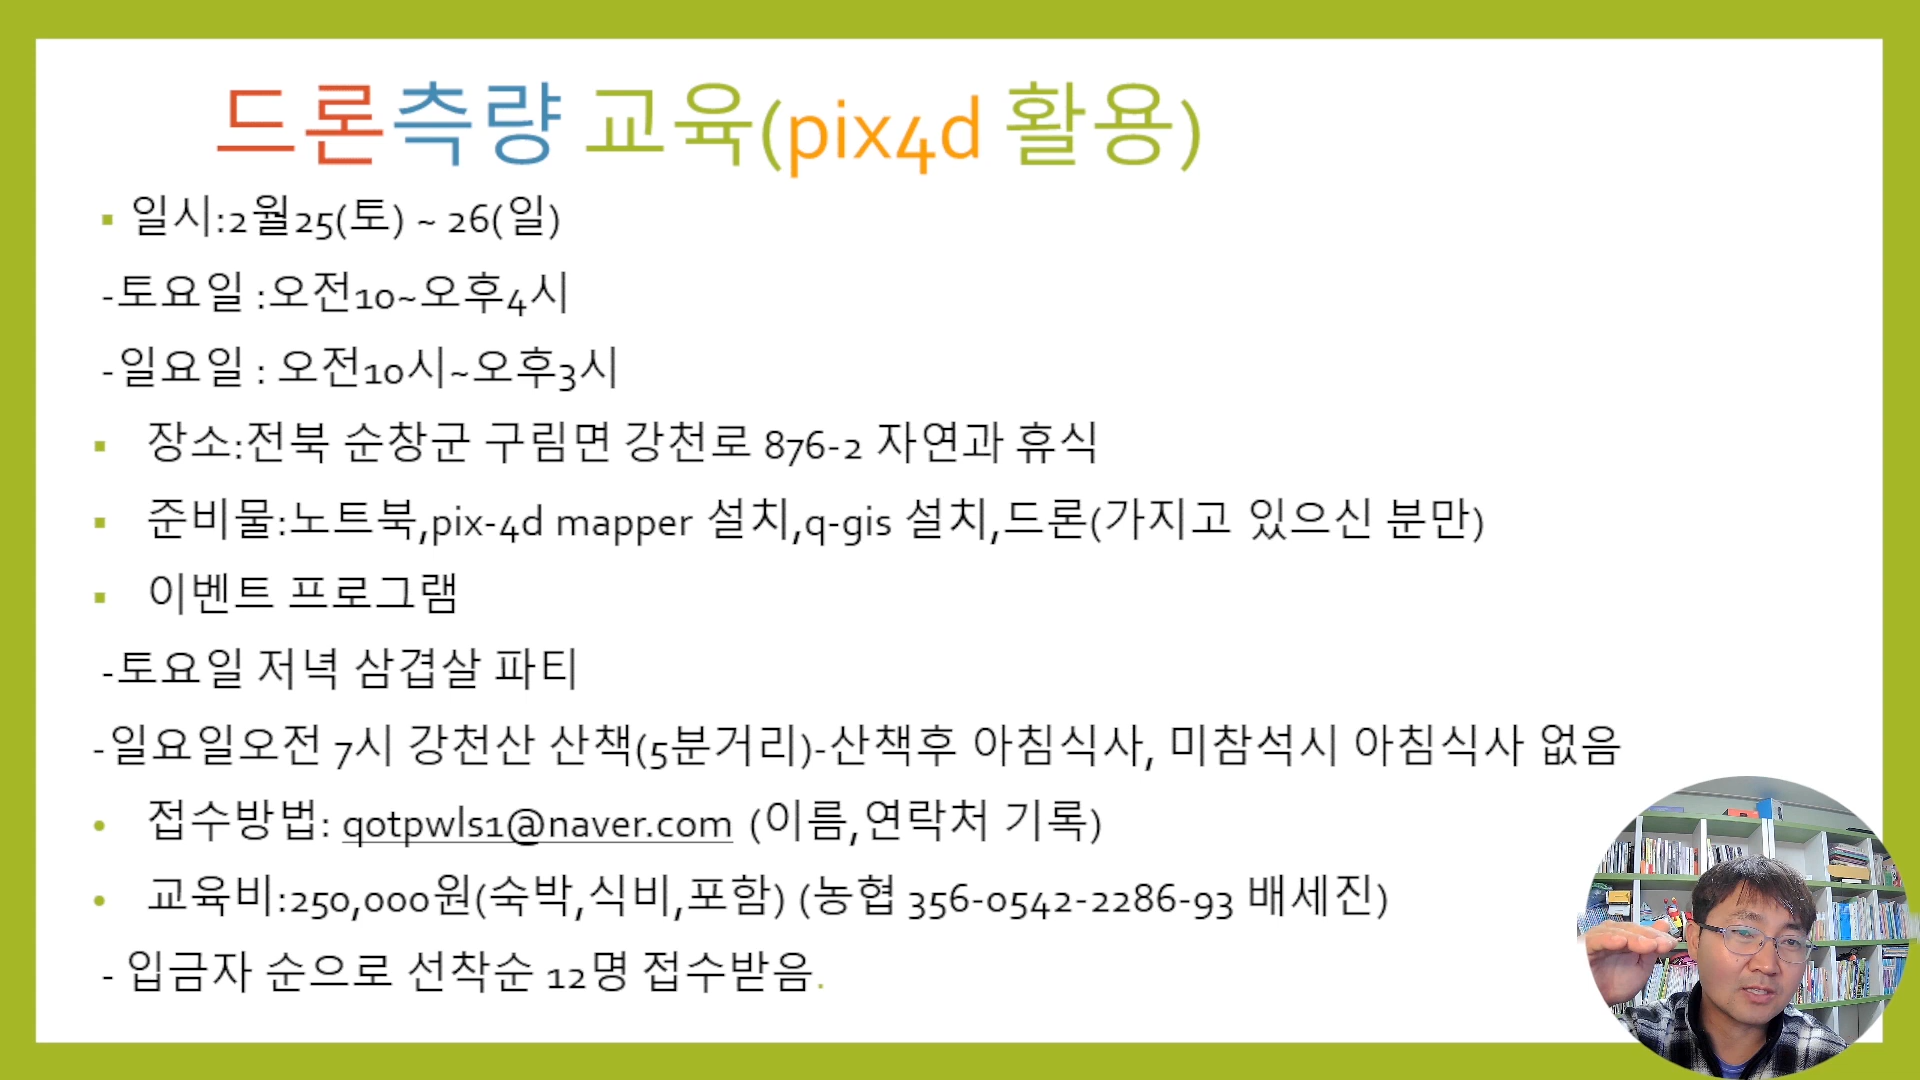 드론측량 교육(pix4d 활용)
▪ 일시:2월25(토) ~ 26(일)
-토요일 :오전10~오후4시
-일요일 : 오전10시~오후3시
▪ 장소:전북 순창군 구림면 강천로 876-2 자연과 휴식
▪ 준비물:노트북,pix-4d mapper 설치,q-gis 설치,드론(가지고 있으신 분만)
▪ 이벤트 프로그램
-토요일 저녁 삼겹살 파티
-일요일오전 7시 강천산 산책(5분거리)-산책후 아침식사, 미참석시 아침식사 없음
• 접수방법: qotpwls1@naver.com (이름,연락처 기록)
• 교육비:250,000원(숙박,식비,포함) (농협 356-0542-2286-93 배세진)
- 입금자 순으로 선착순 12명 접수받음.